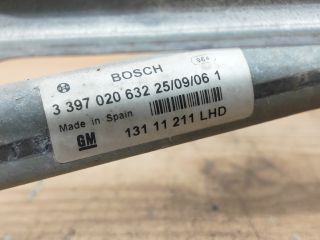 BOSCH
3 397 020 632 25/09/06 1
Made in Spain
GM
131 11 211 LHD